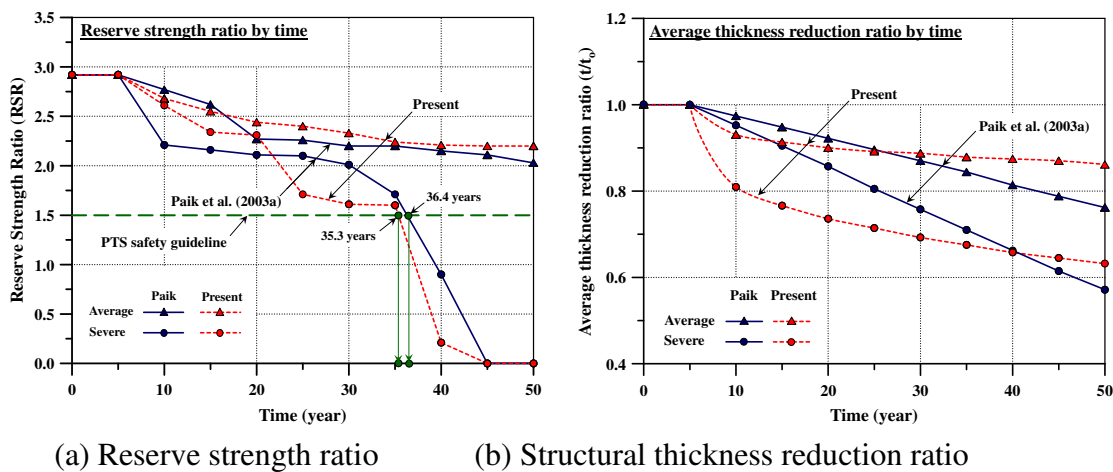 Reserve strength ratio by time
Reserve Strength Ratio (RSR)
3.5
3.0
2.5
2.0
1.5
1.0
0.5
0.0
Present
Paik et al. (2003a)
36.4 years
35.3 years
PTS safety guideline
Paik Present
Average
Severe
0 10 20 30 40 50
Time (year)
(a) Reserve strength ratio
Average thickness reduction ratio by time
Average thickness reduction ratio (t/to)
1.2
1.0
0.8
0.6
0.4
Present
Paik et al. (2003a)
Paik Present
Average
Severe
0 10 20 30 40 50
Time (year)
(b) Structural thickness reduction ratio